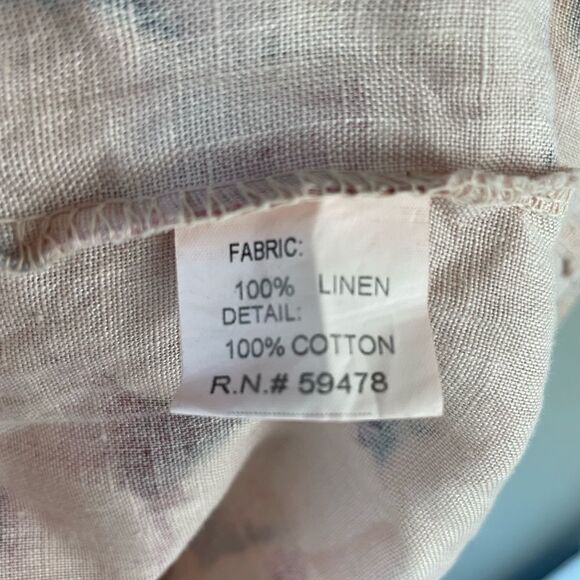 FABRIC:
100% LINEN
DETAIL:
100% COTTON
R.N.# 59478